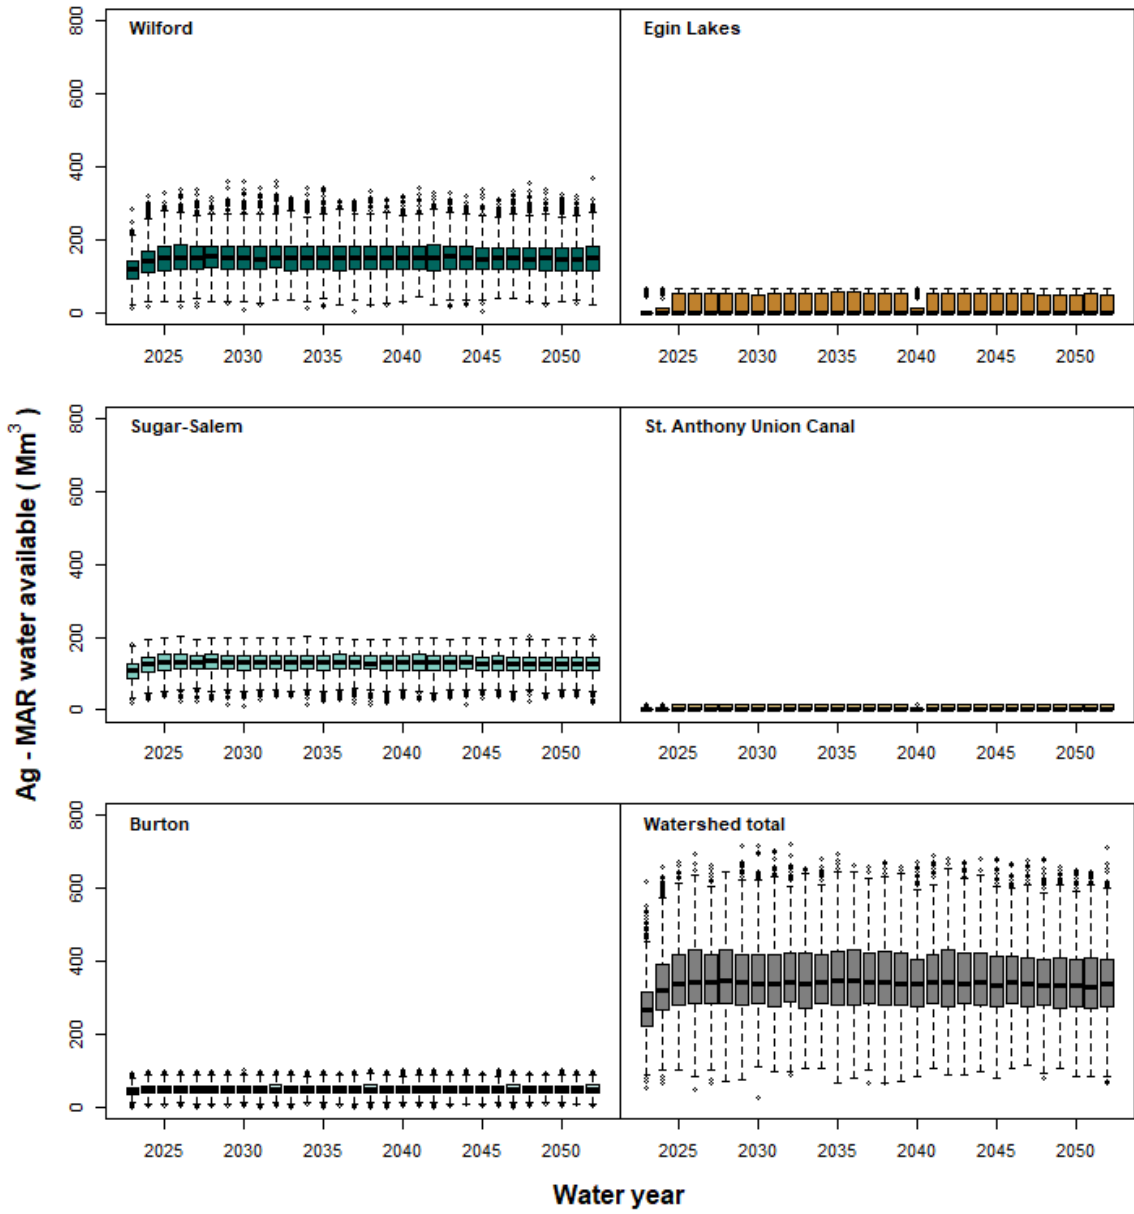 Wilford
Egin Lakes
800
600
400
200
0
2025 2030 2035 2040 2045 2050
2025 2030 2035 2040 2045 2050
Sugar-Salem
St. Anthony Union Canal
800
600
400
200
0
2025 2030 2035 2040 2045 2050
2025 2030 2035 2040 2045 2050
Ag - MAR water available ( Mm³ )
Burton
Watershed total
800
600
400
200
0
2025 2030 2035 2040 2045 2050
2025 2030 2035 2040 2045 2050
Water year